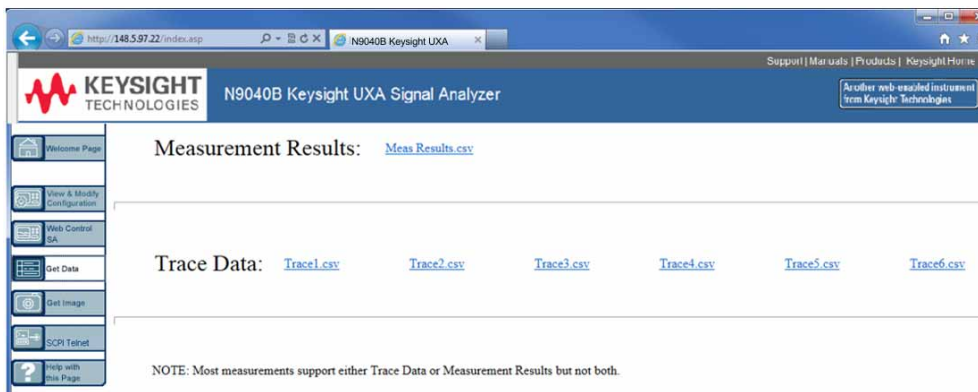 http://148.5.97.22/index.asp
N9040B Keysight UXA
Support | Manuals | Products | Keysight Home
KEYSIGHT
TECHNOLOGIES
N9040B Keysight UXA Signal Analyzer
Another web-enabled instrument
from Keysight Technologies
Welcome Page
View & Modify
Configuration
Web Control
SA
Get Data
Get Image
SCPI Telnet
Help with
this Page
Measurement Results: Meas Results.csv
Trace Data: Trace1.csv Trace2.csv Trace3.csv Trace4.csv Trace5.csv Trace6.csv
NOTE: Most measurements support either Trace Data or Measurement Results but not both.